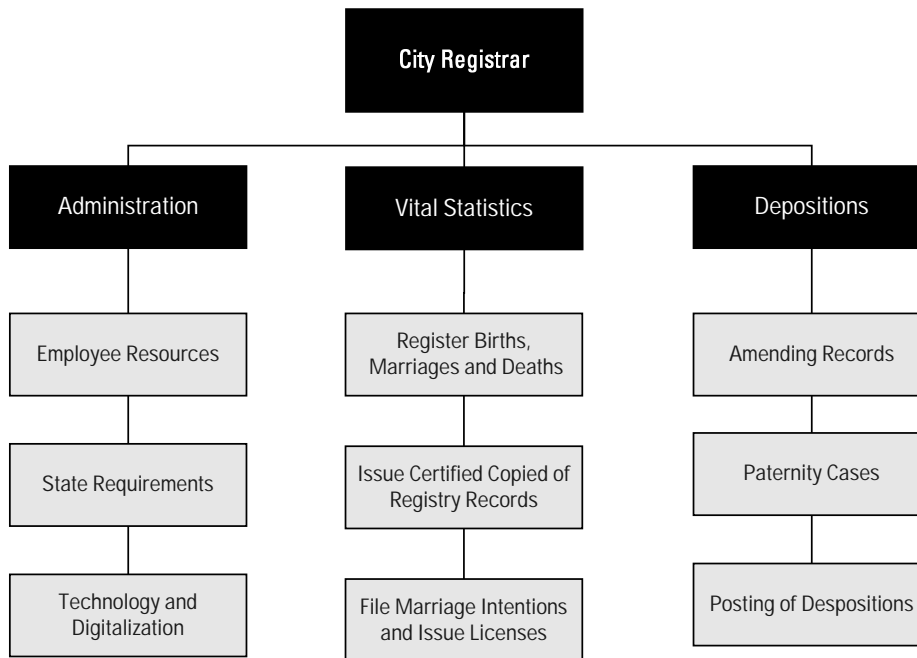 City Registrar
Administration
Vital Statistics
Depositions
Employee Resources
Register Births,
Marriages and Deaths
Amending Records
State Requirements
Issue Certified Copied of
Registry Records
Paternity Cases
Technology and
Digitalization
File Marriage Intentions
and Issue Licenses
Posting of Despositions